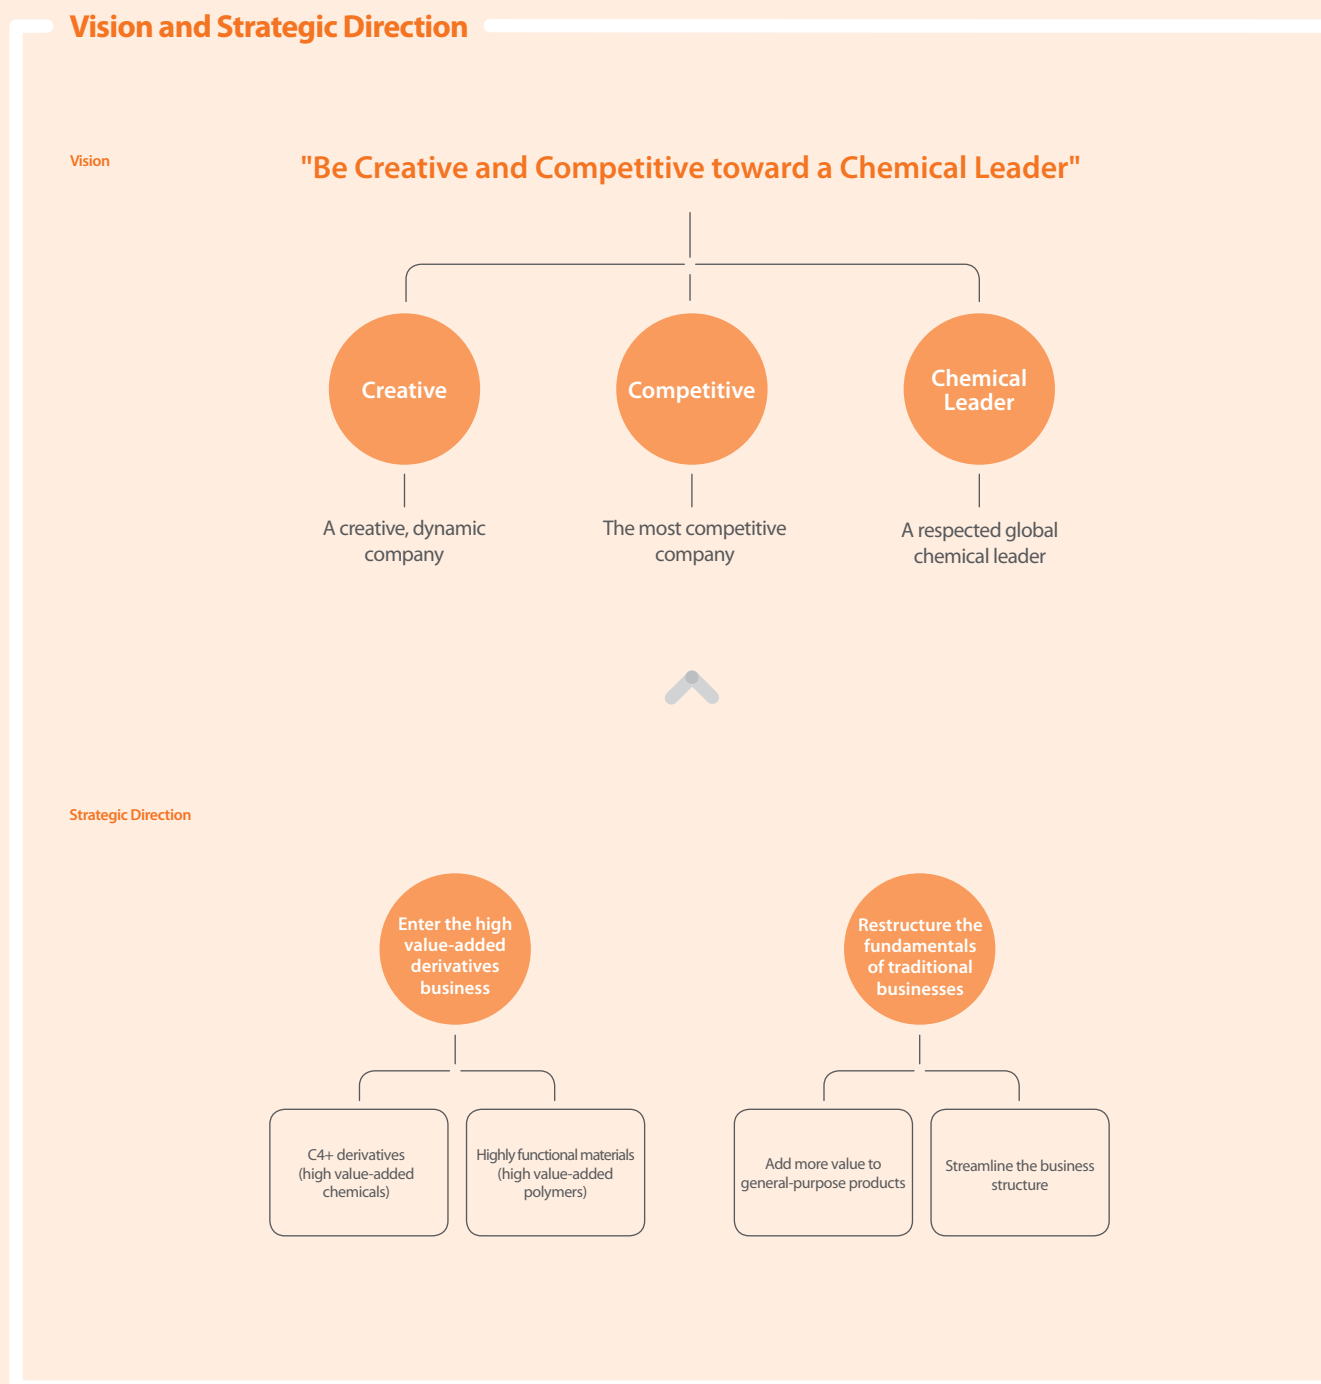 Vision and Strategic Direction
Vision
"Be Creative and Competitive toward a Chemical Leader"
Creative
Competitive
Chemical
Leader
A creative, dynamic
company
The most competitive
company
A respected global
chemical leader
Strategic Direction
Enter the high
value-added
derivatives
business
Restructure the
fundamentals
of traditional
businesses
C4+ derivatives
(high value-added
chemicals)
Highly functional materials
(high value-added
polymers)
Add more value to
general-purpose products
Streamline the business
structure